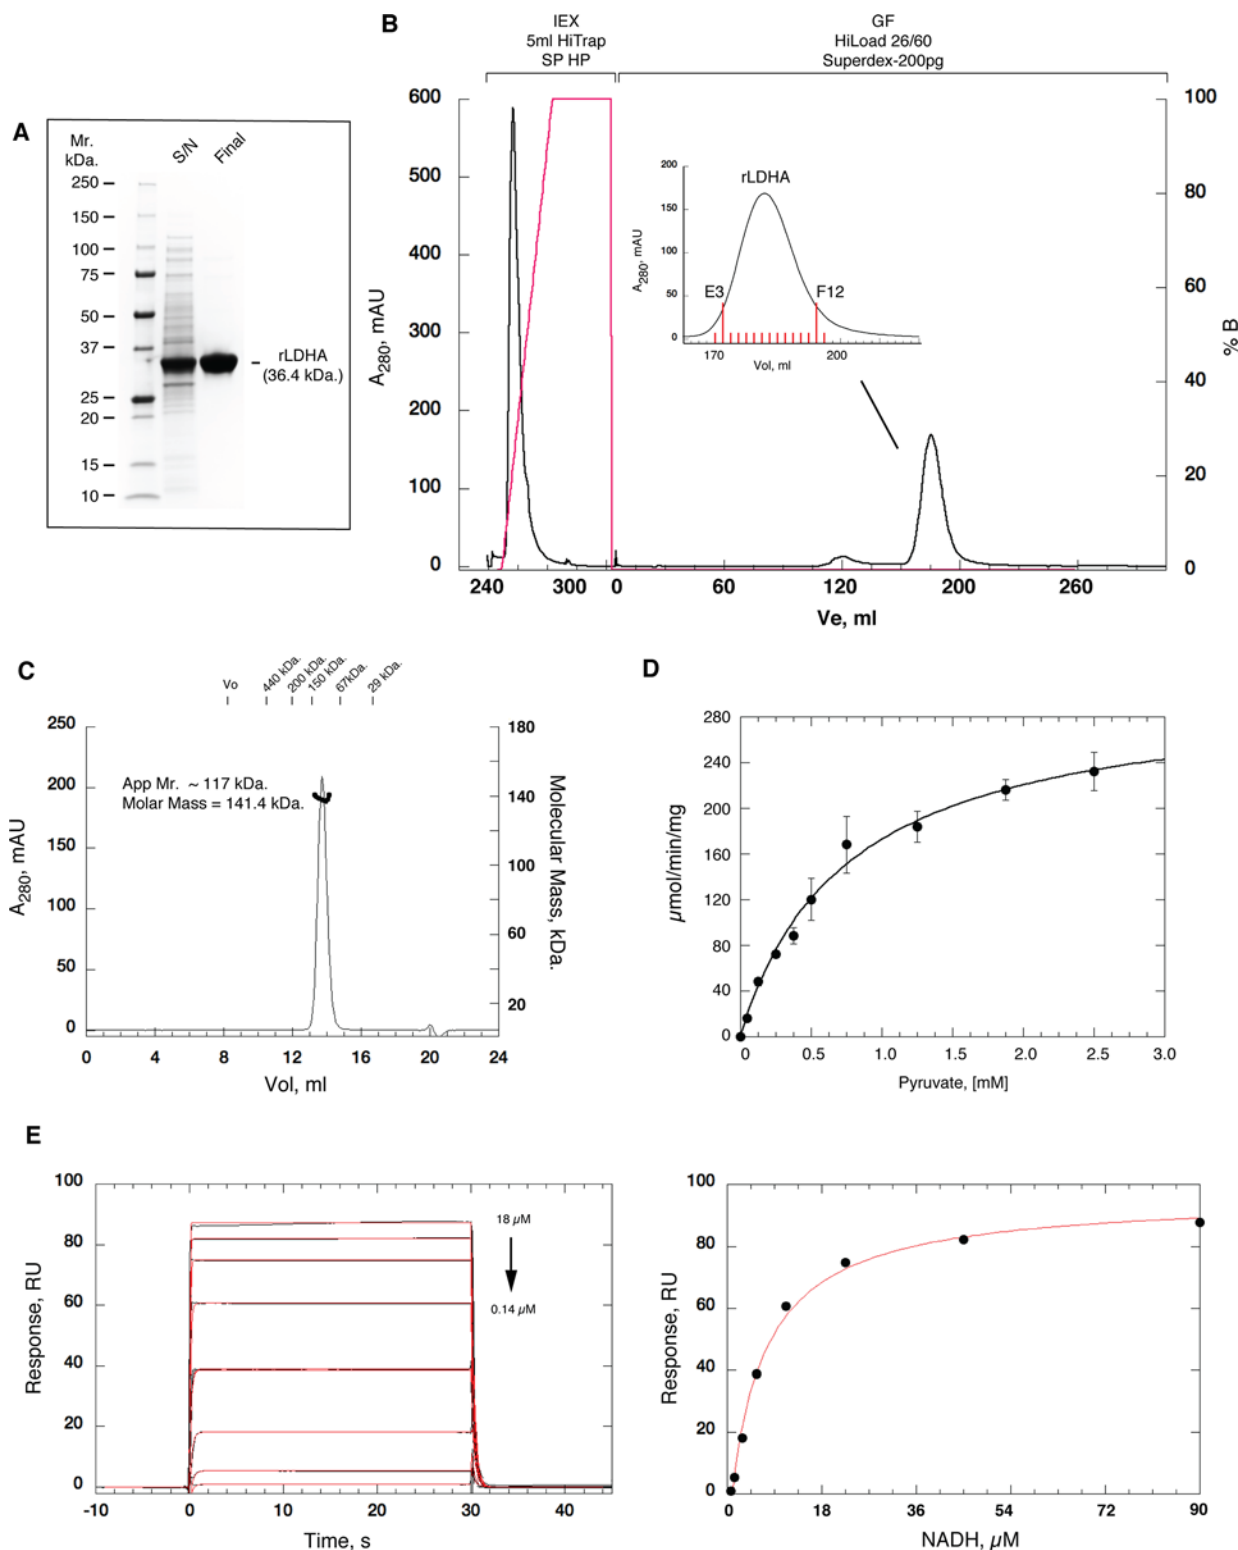 A
Mr.
kDa.
S/N
Final
250
150
100
75
50
37
25
20
15
10
rLDHA
(36.4 kDa.)
B
IEX
5ml HiTrap
SP HP
GF
HiLoad 26/60
Superdex-200pg
600
500
400
300
200
100
0
A280, mAU
100
80
60
40
20
0
% B
240
300
0
60
120
200
260
Ve, ml
200
150
100
50
0
A280, mAU
rLDHA
E3
F12
170
200
Vol, ml
C
Vo
440 kDa.
200 kDa.
150 kDa.
67kDa.
29 kDa.
250
200
150
100
50
0
A280, mAU
App Mr. ~ 117 kDa.
Molar Mass = 141.4 kDa.
180
140
100
60
20
Molecular Mass, kDa.
0
4
8
12
16
20
24
Vol, ml
D
280
240
200
160
120
80
40
0
µmol/min/mg
0
0.5
1.0
1.5
2.0
2.5
3.0
Pyruvate, [mM]
E
100
80
60
40
20
0
Response, RU
18 µM
0.14 µM
-10
0
10
20
30
40
Time, s
100
80
60
40
20
0
Response, RU
0
18
36
54
72
90
NADH, µM